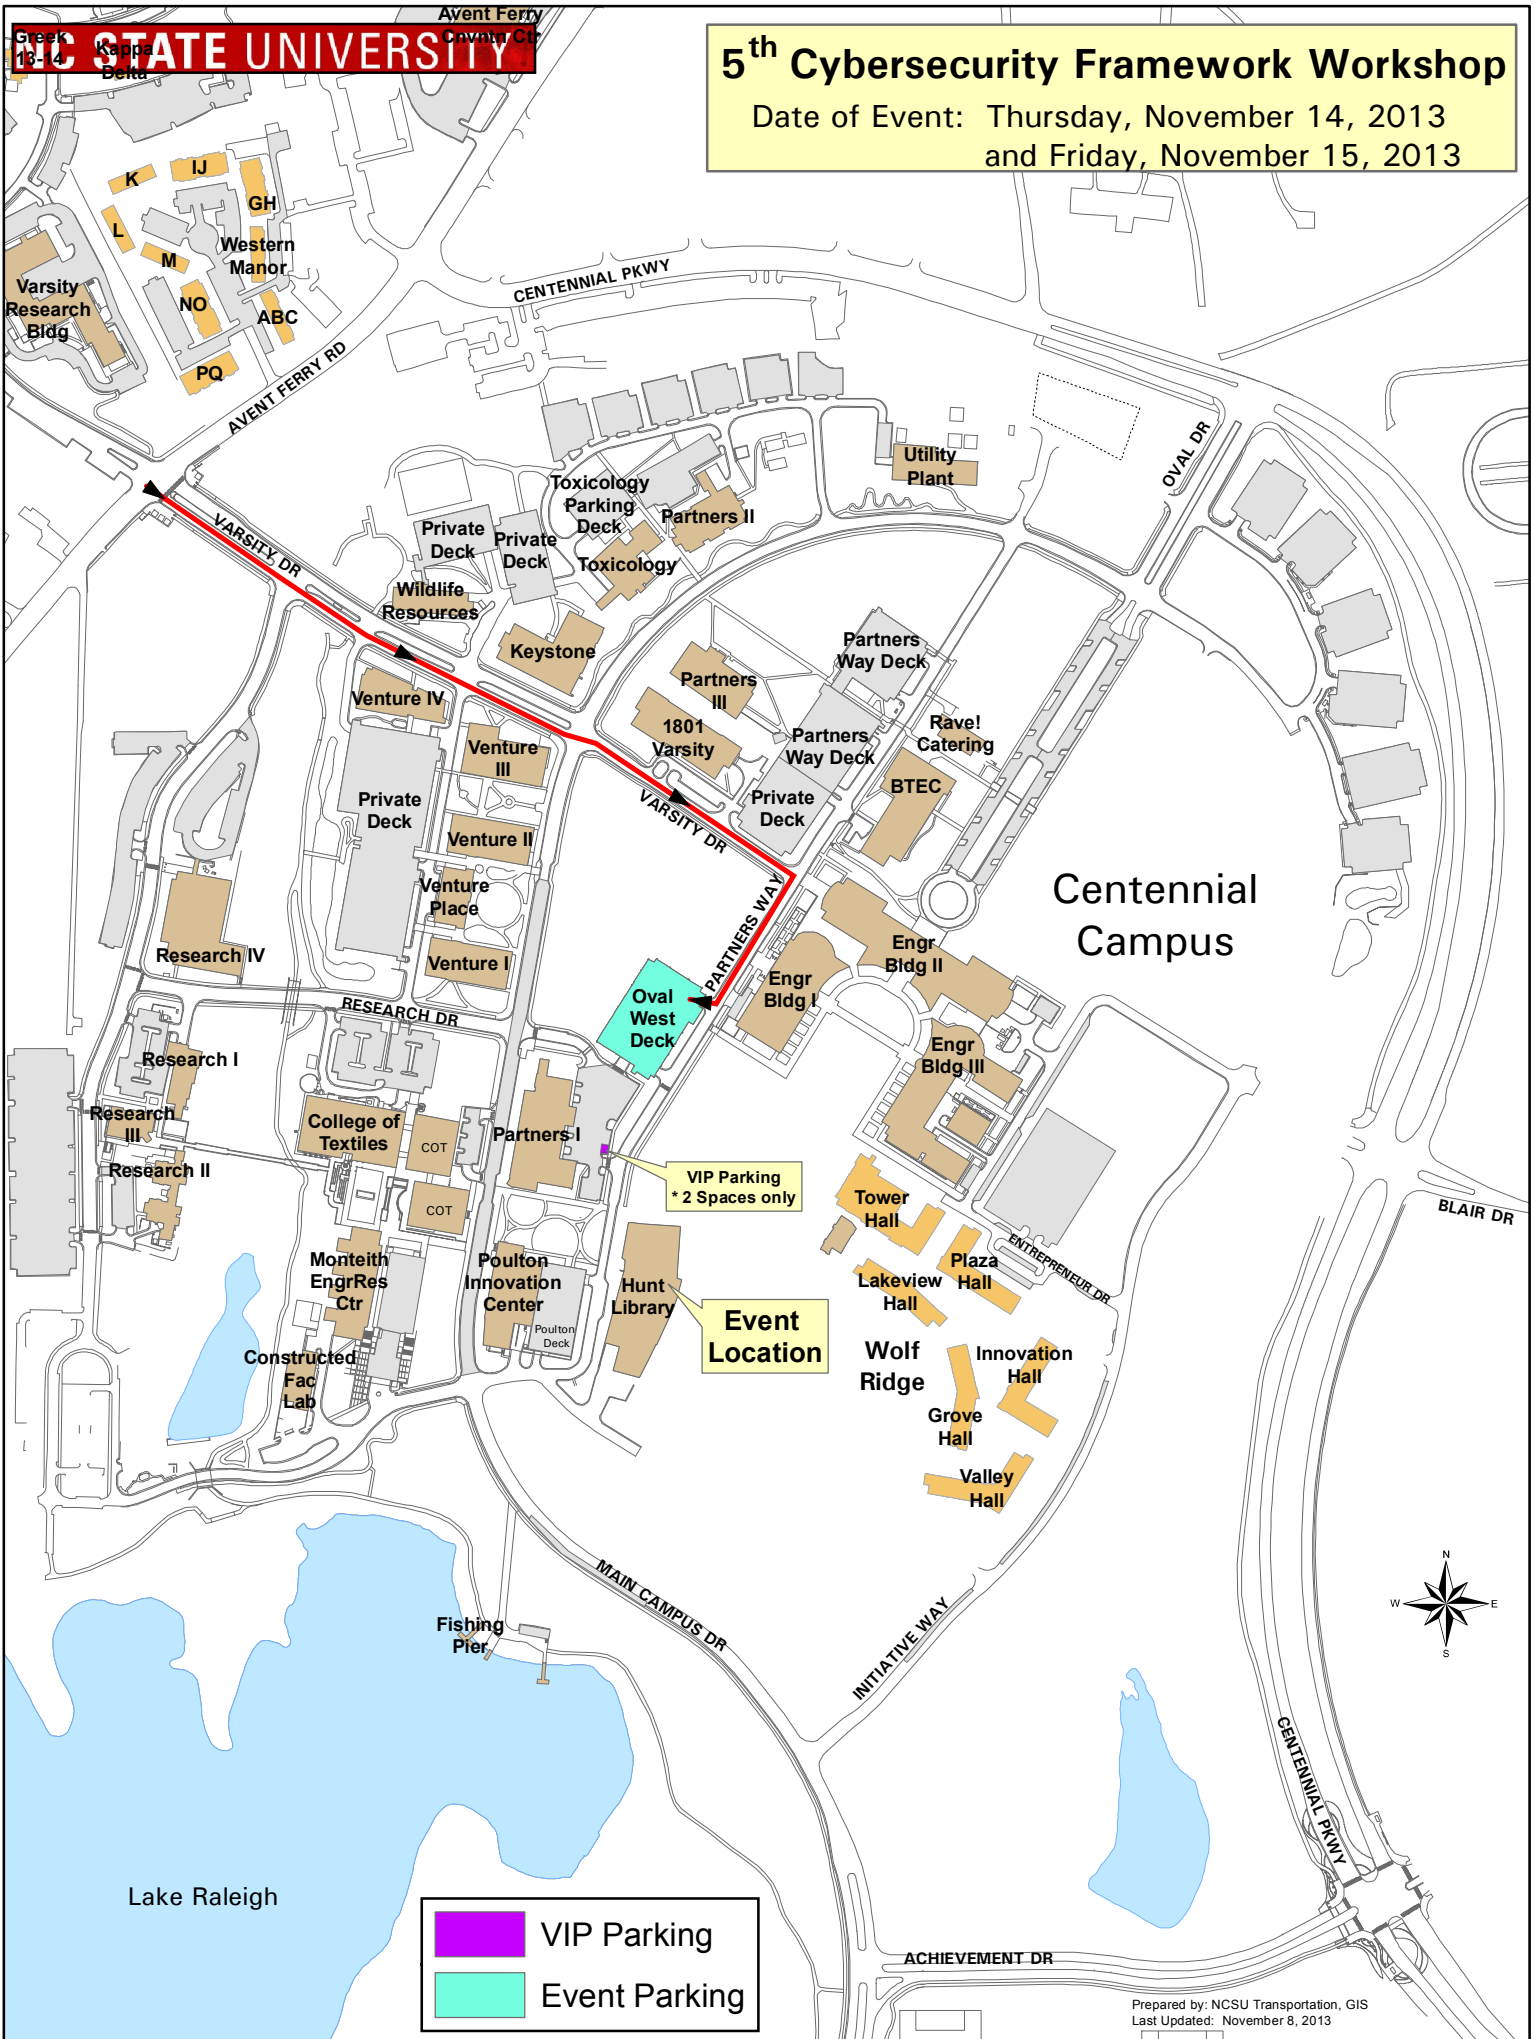 Avent Ferry
Cnvntn Ctr
Greek
13-14
Kappa
Delta
NC STATE UNIVERSITY
5th Cybersecurity Framework Workshop
Date of Event: Thursday, November 14, 2013
and Friday, November 15, 2013
K
IJ
GH
L
M
Western
Manor
Varsity
Research
Bldg
NO
ABC
PQ
CENTENNIAL PKWY
AVENT FERRY RD
OVAL DR
Utility
Plant
Toxicology
Parking
Deck
Partners II
VARSITY DR
Private
Deck
Private
Deck
Toxicology
Wildlife
Resources
Keystone
Partners
Way Deck
Partners
III
Venture IV
1801
Varsity
Rave!
Catering
Partners
Way Deck
Venture
III
BTEC
Private
Deck
Private
Deck
VARSITY DR
Venture II
Venture
Place
PARTNERS WAY
Centennial
Campus
Research IV
Venture I
Engr
Bldg II
Engr
Bldg I
RESEARCH DR
Oval
West
Deck
Research I
Engr
Bldg III
Research
III
College of
Textiles
COT
Partners I
Research II
VIP Parking
* 2 Spaces only
COT
Tower
Hall
BLAIR DR
ENTREPRENEUR DR
Monteith
EngrRes
Ctr
Poulton
Innovation
Center
Plaza
Hall
Lakeview
Hall
Hunt
Library
Poulton
Deck
Event
Location
Constructed
Fac
Lab
Wolf
Ridge
Innovation
Hall
Grove
Hall
Valley
Hall
MAIN CAMPUS DR
INITIATIVE WAY
N
W
E
S
Fishing
Pier
CENTENNIAL PKWY
Lake Raleigh
VIP Parking
Event Parking
ACHIEVEMENT DR
Prepared by: NCSU Transportation, GIS
Last Updated: November 8, 2013